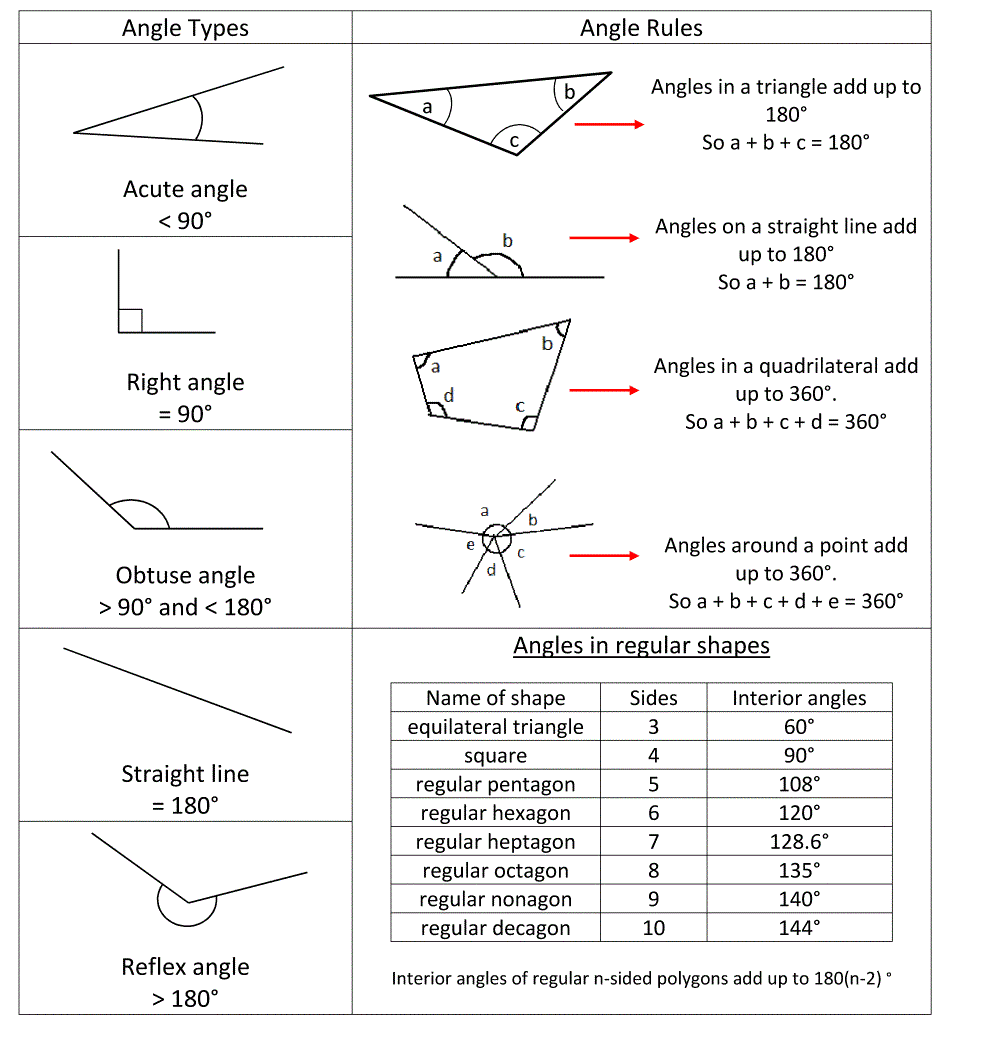 Angle Types
Angle Rules
Acute angle
< 90°
Right angle
= 90°
Obtuse angle
> 90° and < 180°
Straight line
= 180°
Reflex angle
> 180°
a
b
c
Angles in a triangle add up to
180°
So a + b + c = 180°
a
b
Angles on a straight line add
up to 180°
So a + b = 180°
a
b
d
c
Angles in a quadrilateral add
up to 360°.
So a + b + c + d = 360°
a
b
e
c
d
Angles around a point add
up to 360°.
So a + b + c + d + e = 360°
Angles in regular shapes
Name of shape Sides Interior angles
equilateral triangle 3 60°
square 4 90°
regular pentagon 5 108°
regular hexagon 6 120°
regular heptagon 7 128.6°
regular octagon 8 135°
regular nonagon 9 140°
regular decagon 10 144°
Interior angles of regular n-sided polygons add up to 180(n-2) °